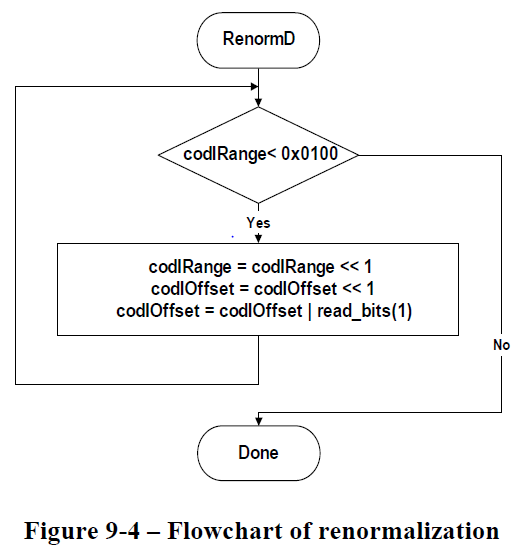 RenormD
codIRange< 0x0100
Yes
codIRange = codIRange << 1
codIOffset = codIOffset << 1
codIOffset = codIOffset | read_bits(1)
No
Done
Figure 9-4 – Flowchart of renormalization